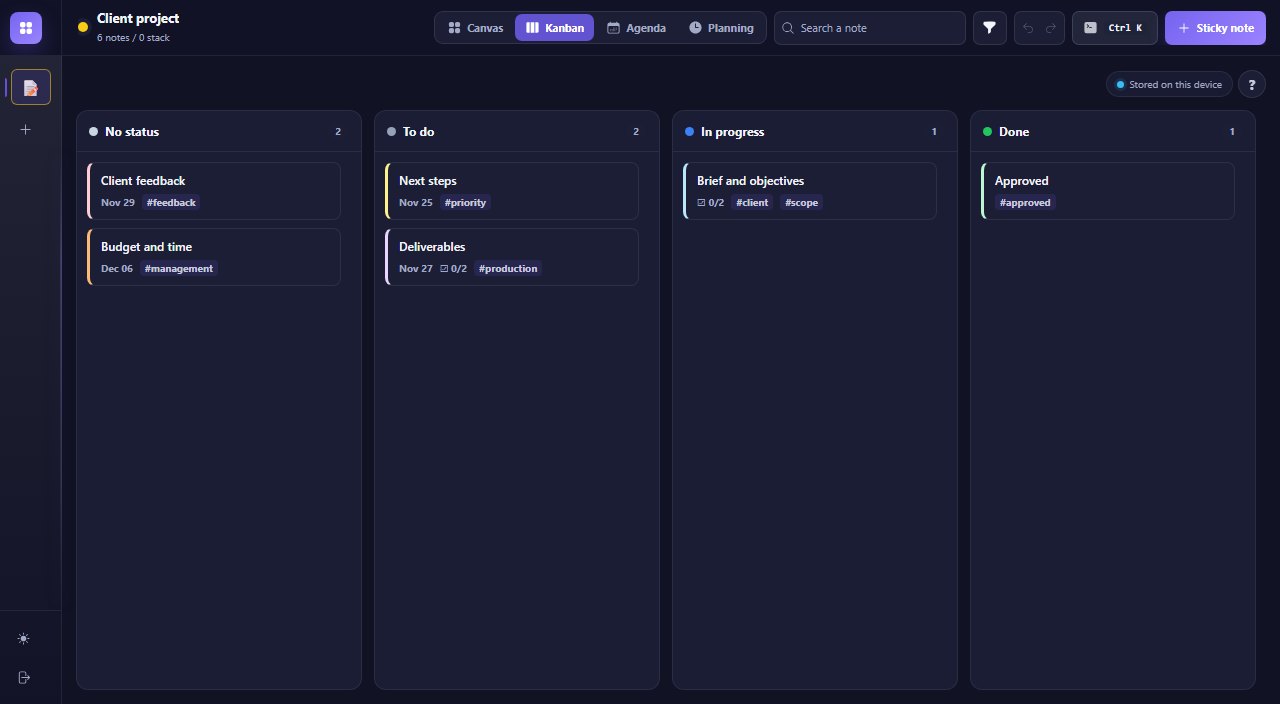 Client project
6 notes / 0 stack
Canvas
Kanban
Agenda
Planning
Search a note
Ctrl K
+ Sticky note
Stored on this device
?
No status
2
Client feedback
Nov 29 #feedback
Budget and time
Dec 06 #management
To do
2
Next steps
Nov 25 #priority
Deliverables
Nov 27 ☑ 0/2 #production
In progress
1
Brief and objectives
☑ 0/2 #client #scope
Done
1
Approved
#approved